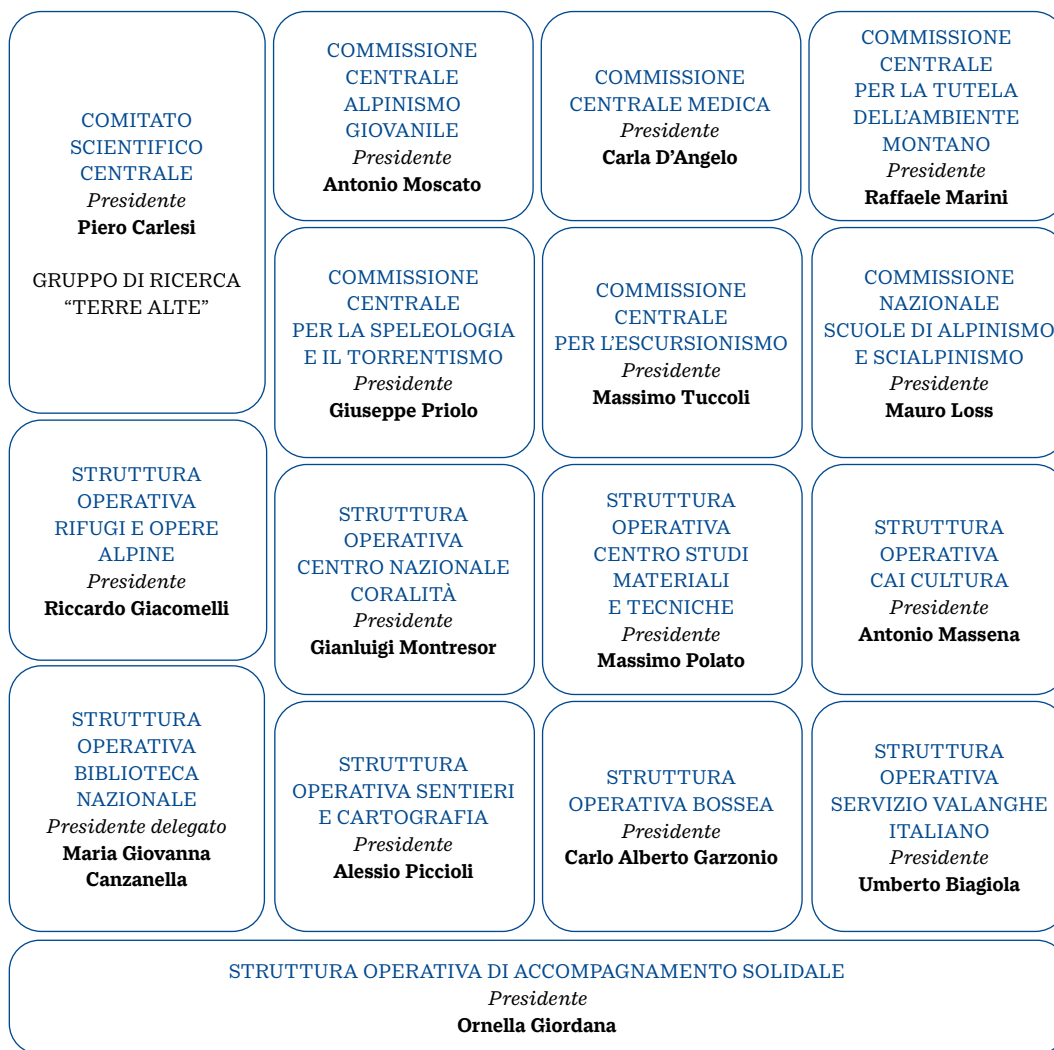 COMITATO
SCIENTIFICO
CENTRALE
Presidente
Piero Carlesi
GRUPPO DI RICERCA
“TERRE ALTE”
COMMISSIONE
CENTRALE
ALPINISMO
GIOVANILE
Presidente
Antonio Moscato
COMMISSIONE
CENTRALE MEDICA
Presidente
Carla D’Angelo
COMMISSIONE
CENTRALE
PER LA TUTELA
DELL’AMBIENTE
MONTANO
Presidente
Raffaele Marini
COMMISSIONE
CENTRALE
PER LA SPELEOLOGIA
E IL TORRENTISMO
Presidente
Giuseppe Priolo
COMMISSIONE
CENTRALE
PER L’ESCURSIONISMO
Presidente
Massimo Tuccoli
COMMISSIONE
NAZIONALE
SCUOLE DI ALPINISMO
E SCIALPINISMO
Presidente
Mauro Loss
STRUTTURA
OPERATIVA
RIFUGI E OPERE
ALPINE
Presidente
Riccardo Giacomelli
STRUTTURA
OPERATIVA
CENTRO NAZIONALE
CORALITÀ
Presidente
Gianluigi Montresor
STRUTTURA
OPERATIVA
CENTRO STUDI
MATERIALI
E TECNICHE
Presidente
Massimo Polato
STRUTTURA
OPERATIVA
CAI CULTURA
Presidente
Antonio Massena
STRUTTURA
OPERATIVA
BIBLIOTECA
NAZIONALE
Presidente delegato
Maria Giovanna
Canzanella
STRUTTURA
OPERATIVA SENTIERI
E CARTOGRAFIA
Presidente
Alessio Piccioli
STRUTTURA
OPERATIVA BOSSEA
Presidente
Carlo Alberto Garzonio
STRUTTURA
OPERATIVA
SERVIZIO VALANGHE
ITALIANO
Presidente
Umberto Biagiola
STRUTTURA OPERATIVA DI ACCOMPAGNAMENTO SOLIDALE
Presidente
Ornella Giordana